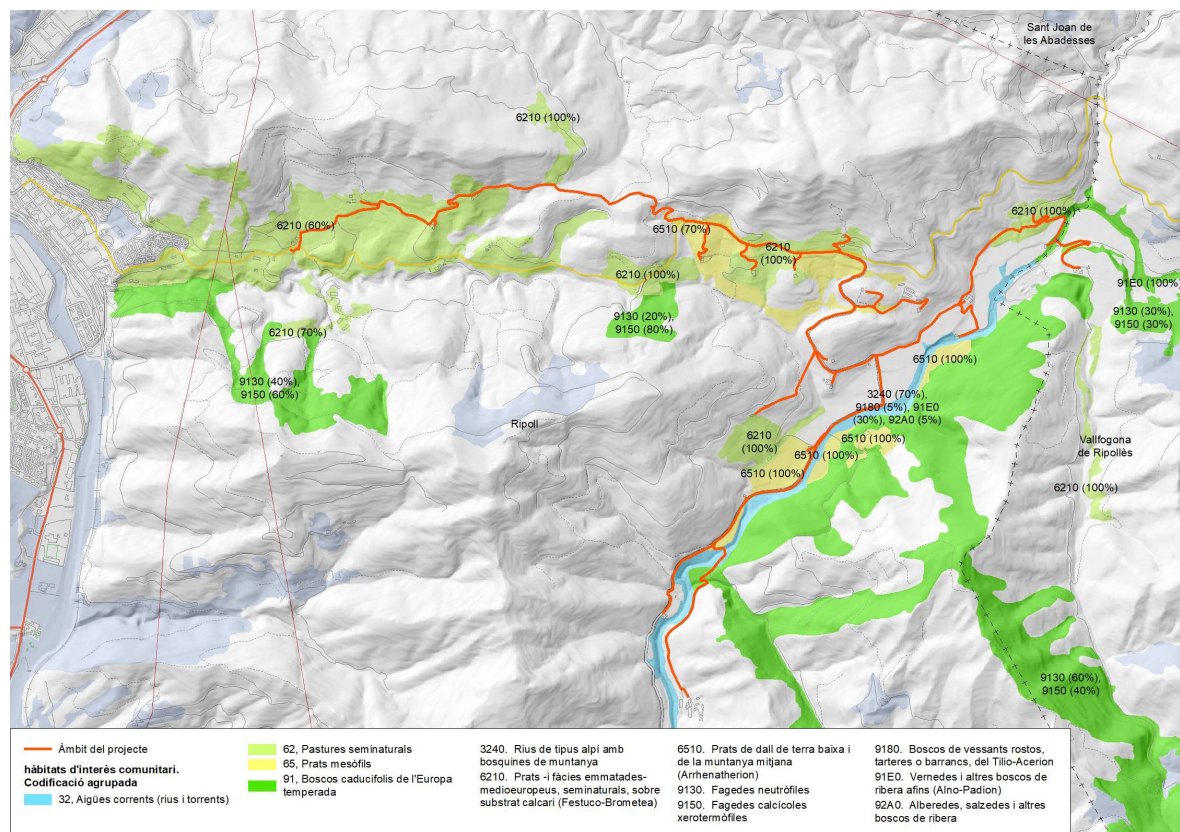 Sant Joan de
les Abadesses
6210 (100%)
6210 (60%)
6510 (70%)
6210
(100%)
6210 (100%)
6210 (100%)
91E0 (100%)
9130 (20%),
9150 (80%)
9130 (30%),
9150 (30%)
6210 (70%)
6510 (100%)
9130 (40%),
9150 (60%)
3240 (70%),
9180 (5%), 91E0
(30%), 92A0 (5%)
Ripoll
6210
(100%)
6510 (100%)
6510 (100%)
6510 (100%)
Vallfogona
de Ripollès
6210 (100%)
9130 (60%),
9150 (40%)
Àmbit del projecte
hàbitats d'interès comunitari.
Codificació agrupada
32, Aigües corrents (rius i torrents)
62, Pastures seminaturals
65, Prats mesòfils
91, Boscos caducifolis de l'Europa
temperada
3240. Rius de tipus alpí amb
bosquines de muntanya
6210. Prats -i fàcies emmatades-
medioeuropeus, seminaturals, sobre
substrat calcari (Festuco-Brometea)
6510. Prats de dall de terra baixa i
de la muntanya mitjana
(Arrhenatherion)
9130. Fagedes neutròfiles
9150. Fagedes calcícoles
xerotermòfiles
9180. Boscos de vessants rostos,
tarteres o barrancs, del Tilio-Acerion
91E0. Vernedes i altres boscos de
ribera afins (Alno-Padion)
92A0. Alberedes, salzedes i altres
boscos de ribera